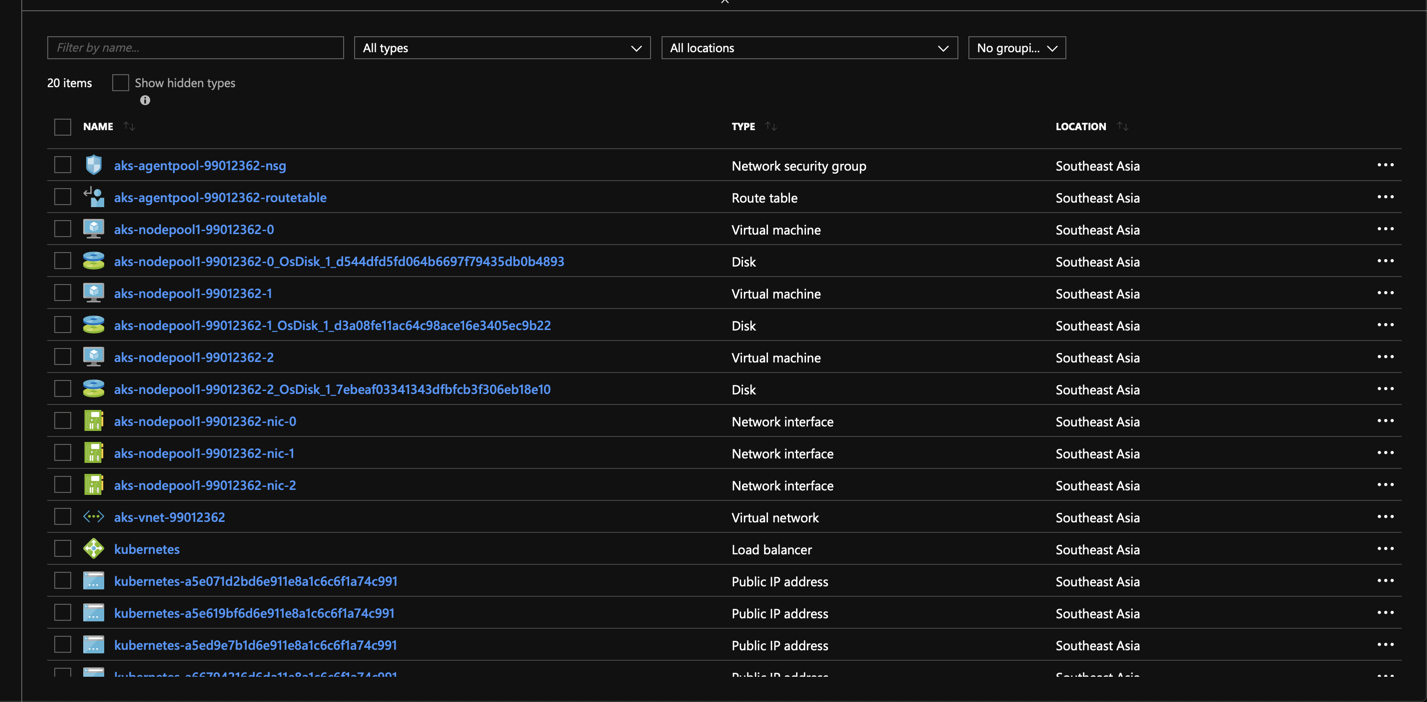 Filter by name...
All types
All locations
No groupi...
20 items
Show hidden types
NAME TYPE LOCATION
aks-agentpool-99012362-nsg Network security group Southeast Asia
aks-agentpool-99012362-routetable Route table Southeast Asia
aks-nodepool1-99012362-0 Virtual machine Southeast Asia
aks-nodepool1-99012362-0_OsDisk_1_d544dfd5fd064b6697f79435db0b4893 Disk Southeast Asia
aks-nodepool1-99012362-1 Virtual machine Southeast Asia
aks-nodepool1-99012362-1_OsDisk_1_d3a08fe11ac64c98ace16e3405ec9b22 Disk Southeast Asia
aks-nodepool1-99012362-2 Virtual machine Southeast Asia
aks-nodepool1-99012362-2_OsDisk_1_7ebeaf03341343dfbfcb3f306eb18e10 Disk Southeast Asia
aks-nodepool1-99012362-nic-0 Network interface Southeast Asia
aks-nodepool1-99012362-nic-1 Network interface Southeast Asia
aks-nodepool1-99012362-nic-2 Network interface Southeast Asia
aks-vnet-99012362 Virtual network Southeast Asia
kubernetes Load balancer Southeast Asia
kubernetes-a5e071d2bd6e911e8a1c6c6f1a74c991 Public IP address Southeast Asia
kubernetes-a5e619bf6d6e911e8a1c6c6f1a74c991 Public IP address Southeast Asia
kubernetes-a5ed9e7b1d6e911e8a1c6c6f1a74c991 Public IP address Southeast Asia
Public IP address Southeast Asia